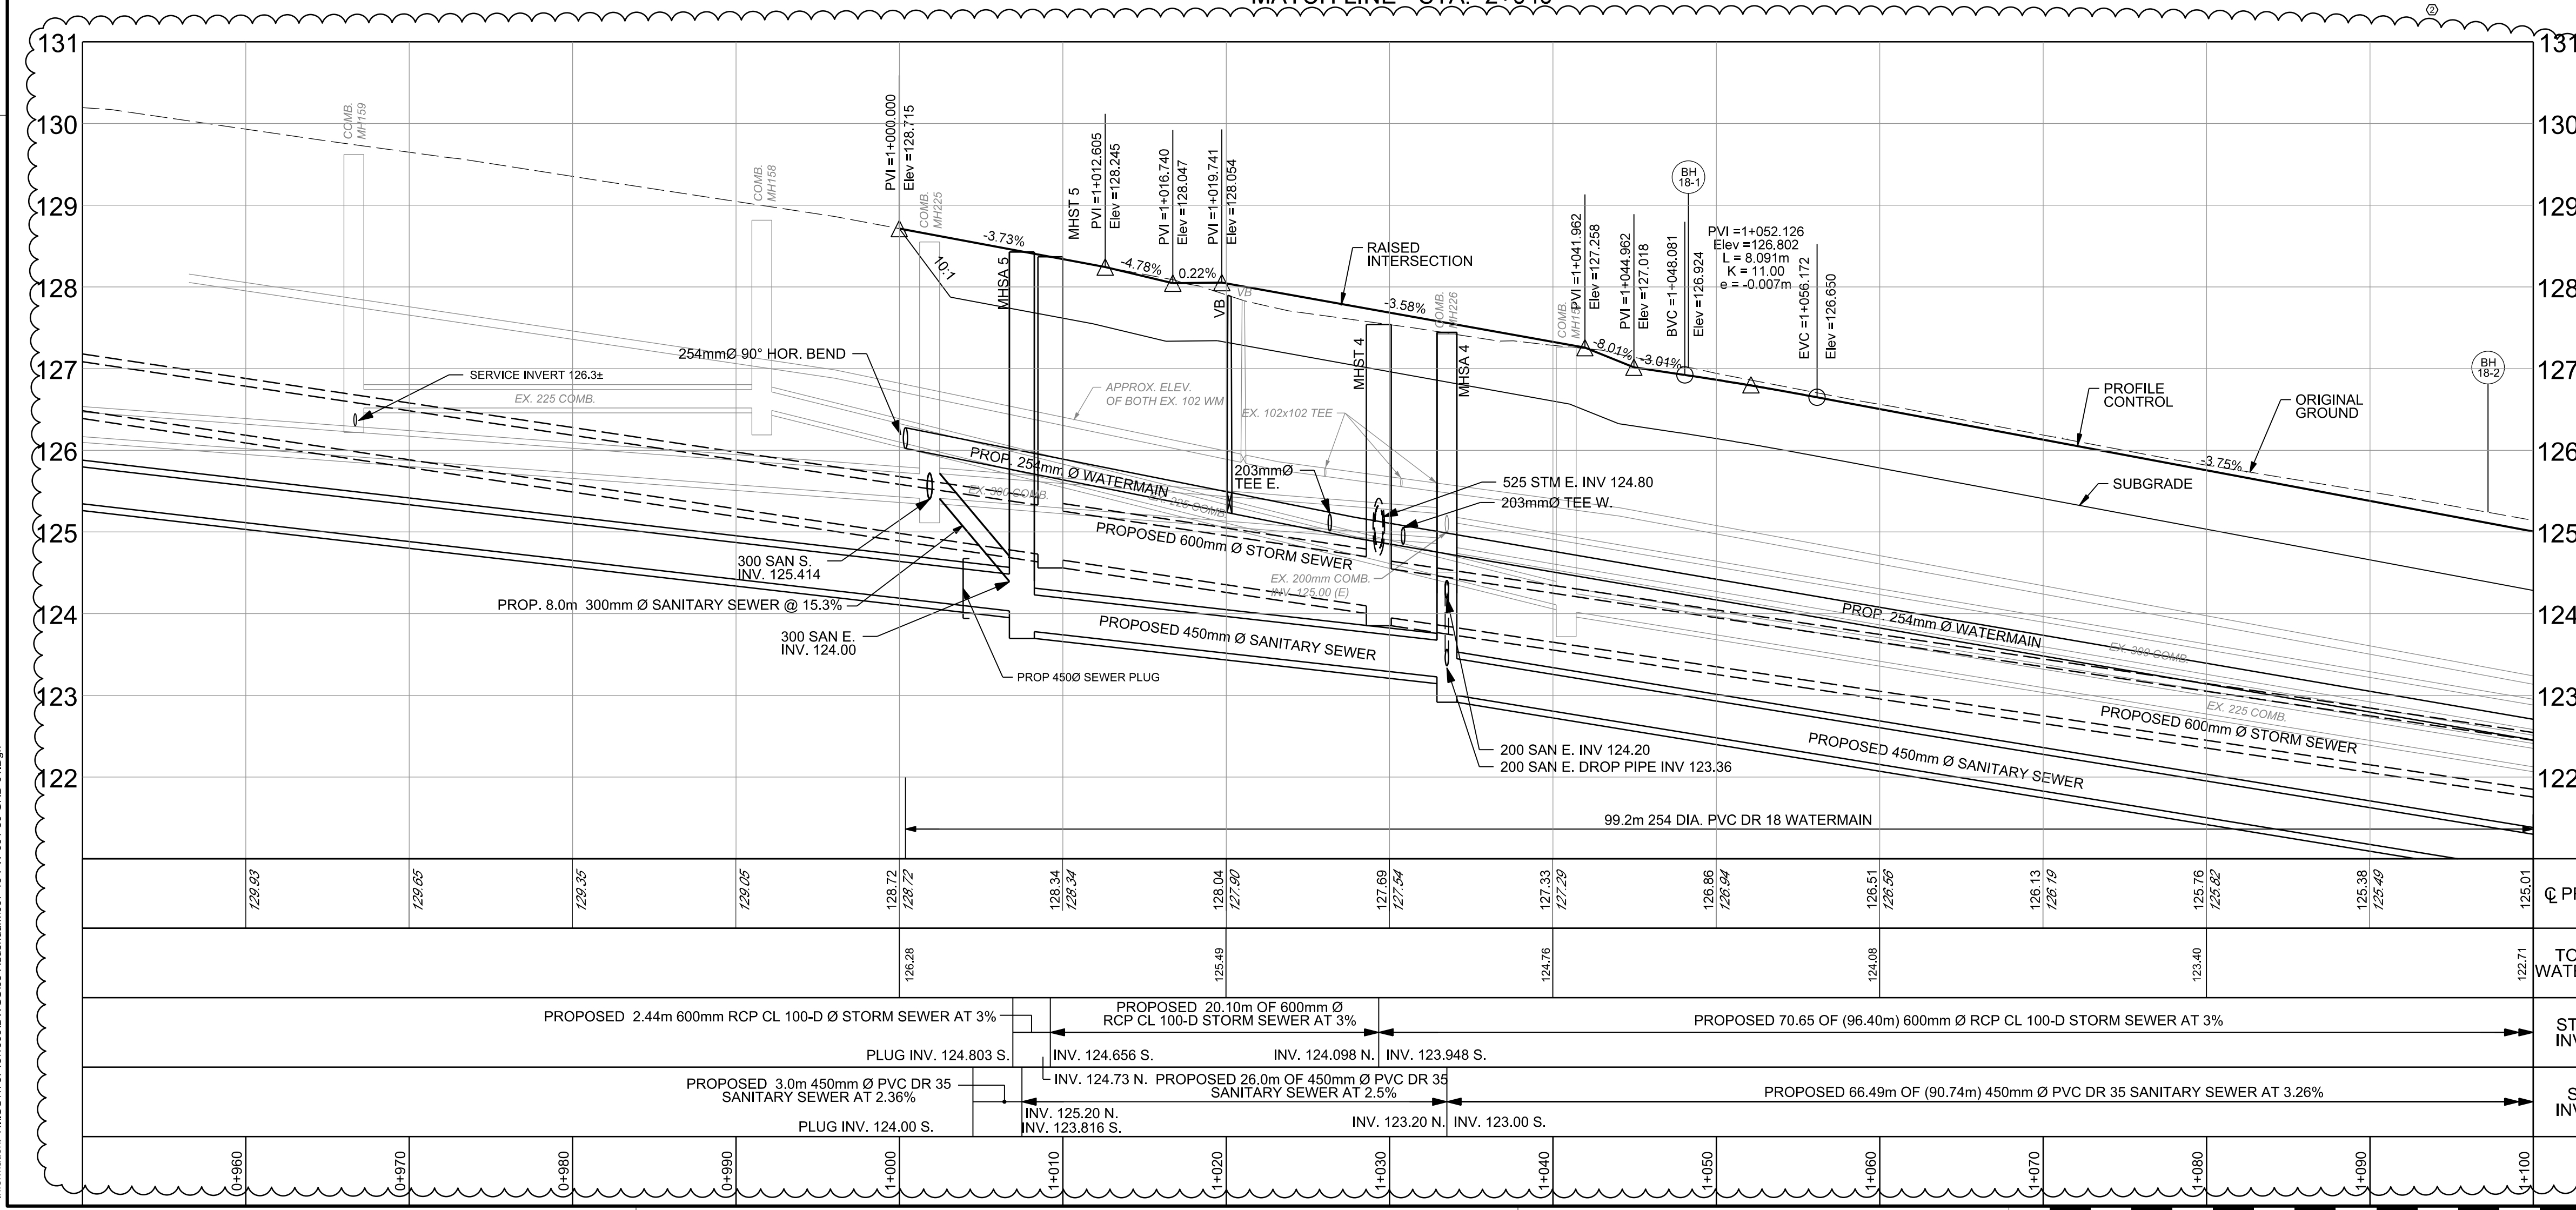 2
131
130
129
128
127
126
125
124
123
122
131
130
129
128
127
126
125
124
123
122
COMB.
MH159
COMB.
MH158
PVI =1+000.000
Elev =128.715
COMB.
MH225
MHST 5
PVI =1+012.605
Elev =128.245
PVI =1+016.740
Elev =128.047
PVI =1+019.741
Elev =128.054
RAISED
INTERSECTION
PVI =1+041.962
Elev =127.258
PVI =1+044.962
Elev =127.018
BH
18-1
BVC =1+048.081
Elev =126.924
PVI =1+052.126
Elev =126.802
L = 8.091m
K = 11.00
e = -0.007m
EVC =1+056.172
Elev =126.650
BH
18-2
-3.73%
10:1
MHSA 5
-4.78%
0.22%
VB
VB
-3.58%
COMB.
MH226
COMB.
-8.01%
-3.01%
MHST 4
MHSA 4
PROFILE
CONTROL
ORIGINAL
GROUND
-3.75%
SUBGRADE
254mmØ 90° HOR. BEND
SERVICE INVERT 126.3±
EX. 225 COMB.
APPROX. ELEV.
OF BOTH EX. 102 WM
EX. 102x102 TEE
PROP. 254mm Ø WATERMAIN
EX. 300 COMB.
EX. 225 COMB.
203mmØ
TEE E.
525 STM E. INV 124.80
203mmØ TEE W.
PROPOSED 600mm Ø STORM SEWER
300 SAN S.
INV. 125.414
EX. 200mm COMB.
INV. 125.00 (E)
PROP. 8.0m 300mm Ø SANITARY SEWER @ 15.3%
300 SAN E.
INV. 124.00
PROPOSED 450mm Ø SANITARY SEWER
PROP 450Ø SEWER PLUG
PROP. 254mm Ø WATERMAIN
EX. 300 COMB.
EX. 225 COMB.
PROPOSED 600mm Ø STORM SEWER
PROPOSED 450mm Ø SANITARY SEWER
200 SAN E. INV 124.20
200 SAN E. DROP PIPE INV 123.36
99.2m 254 DIA. PVC DR 18 WATERMAIN
129.93
129.65
129.35
129.05
128.72
128.72
128.34
128.34
128.04
127.90
127.69
127.54
127.33
127.29
126.86
126.94
126.51
126.56
126.13
126.19
125.76
125.82
125.38
125.49
125.01
126.28
125.49
124.76
124.08
123.40
122.71
PROPOSED 2.44m 600mm RCP CL 100-D Ø STORM SEWER AT 3%
PROPOSED 20.10m OF 600mm Ø
RCP CL 100-D STORM SEWER AT 3%
PROPOSED 70.65 OF (96.40m) 600mm Ø RCP CL 100-D STORM SEWER AT 3%
PLUG INV. 124.803 S.
INV. 124.656 S.
INV. 124.098 N.
INV. 123.948 S.
INV. 124.73 N.
PROPOSED 3.0m 450mm Ø PVC DR 35
SANITARY SEWER AT 2.36%
PROPOSED 26.0m OF 450mm Ø PVC DR 35
SANITARY SEWER AT 2.5%
PROPOSED 66.49m OF (90.74m) 450mm Ø PVC DR 35 SANITARY SEWER AT 3.26%
INV. 125.20 N.
PLUG INV. 124.00 S.
INV. 123.816 S.
INV. 123.20 N.
INV. 123.00 S.
0+960
0+970
0+980
0+990
1+000
1+010
1+020
1+030
1+040
1+050
1+060
1+070
1+080
1+090
1+100